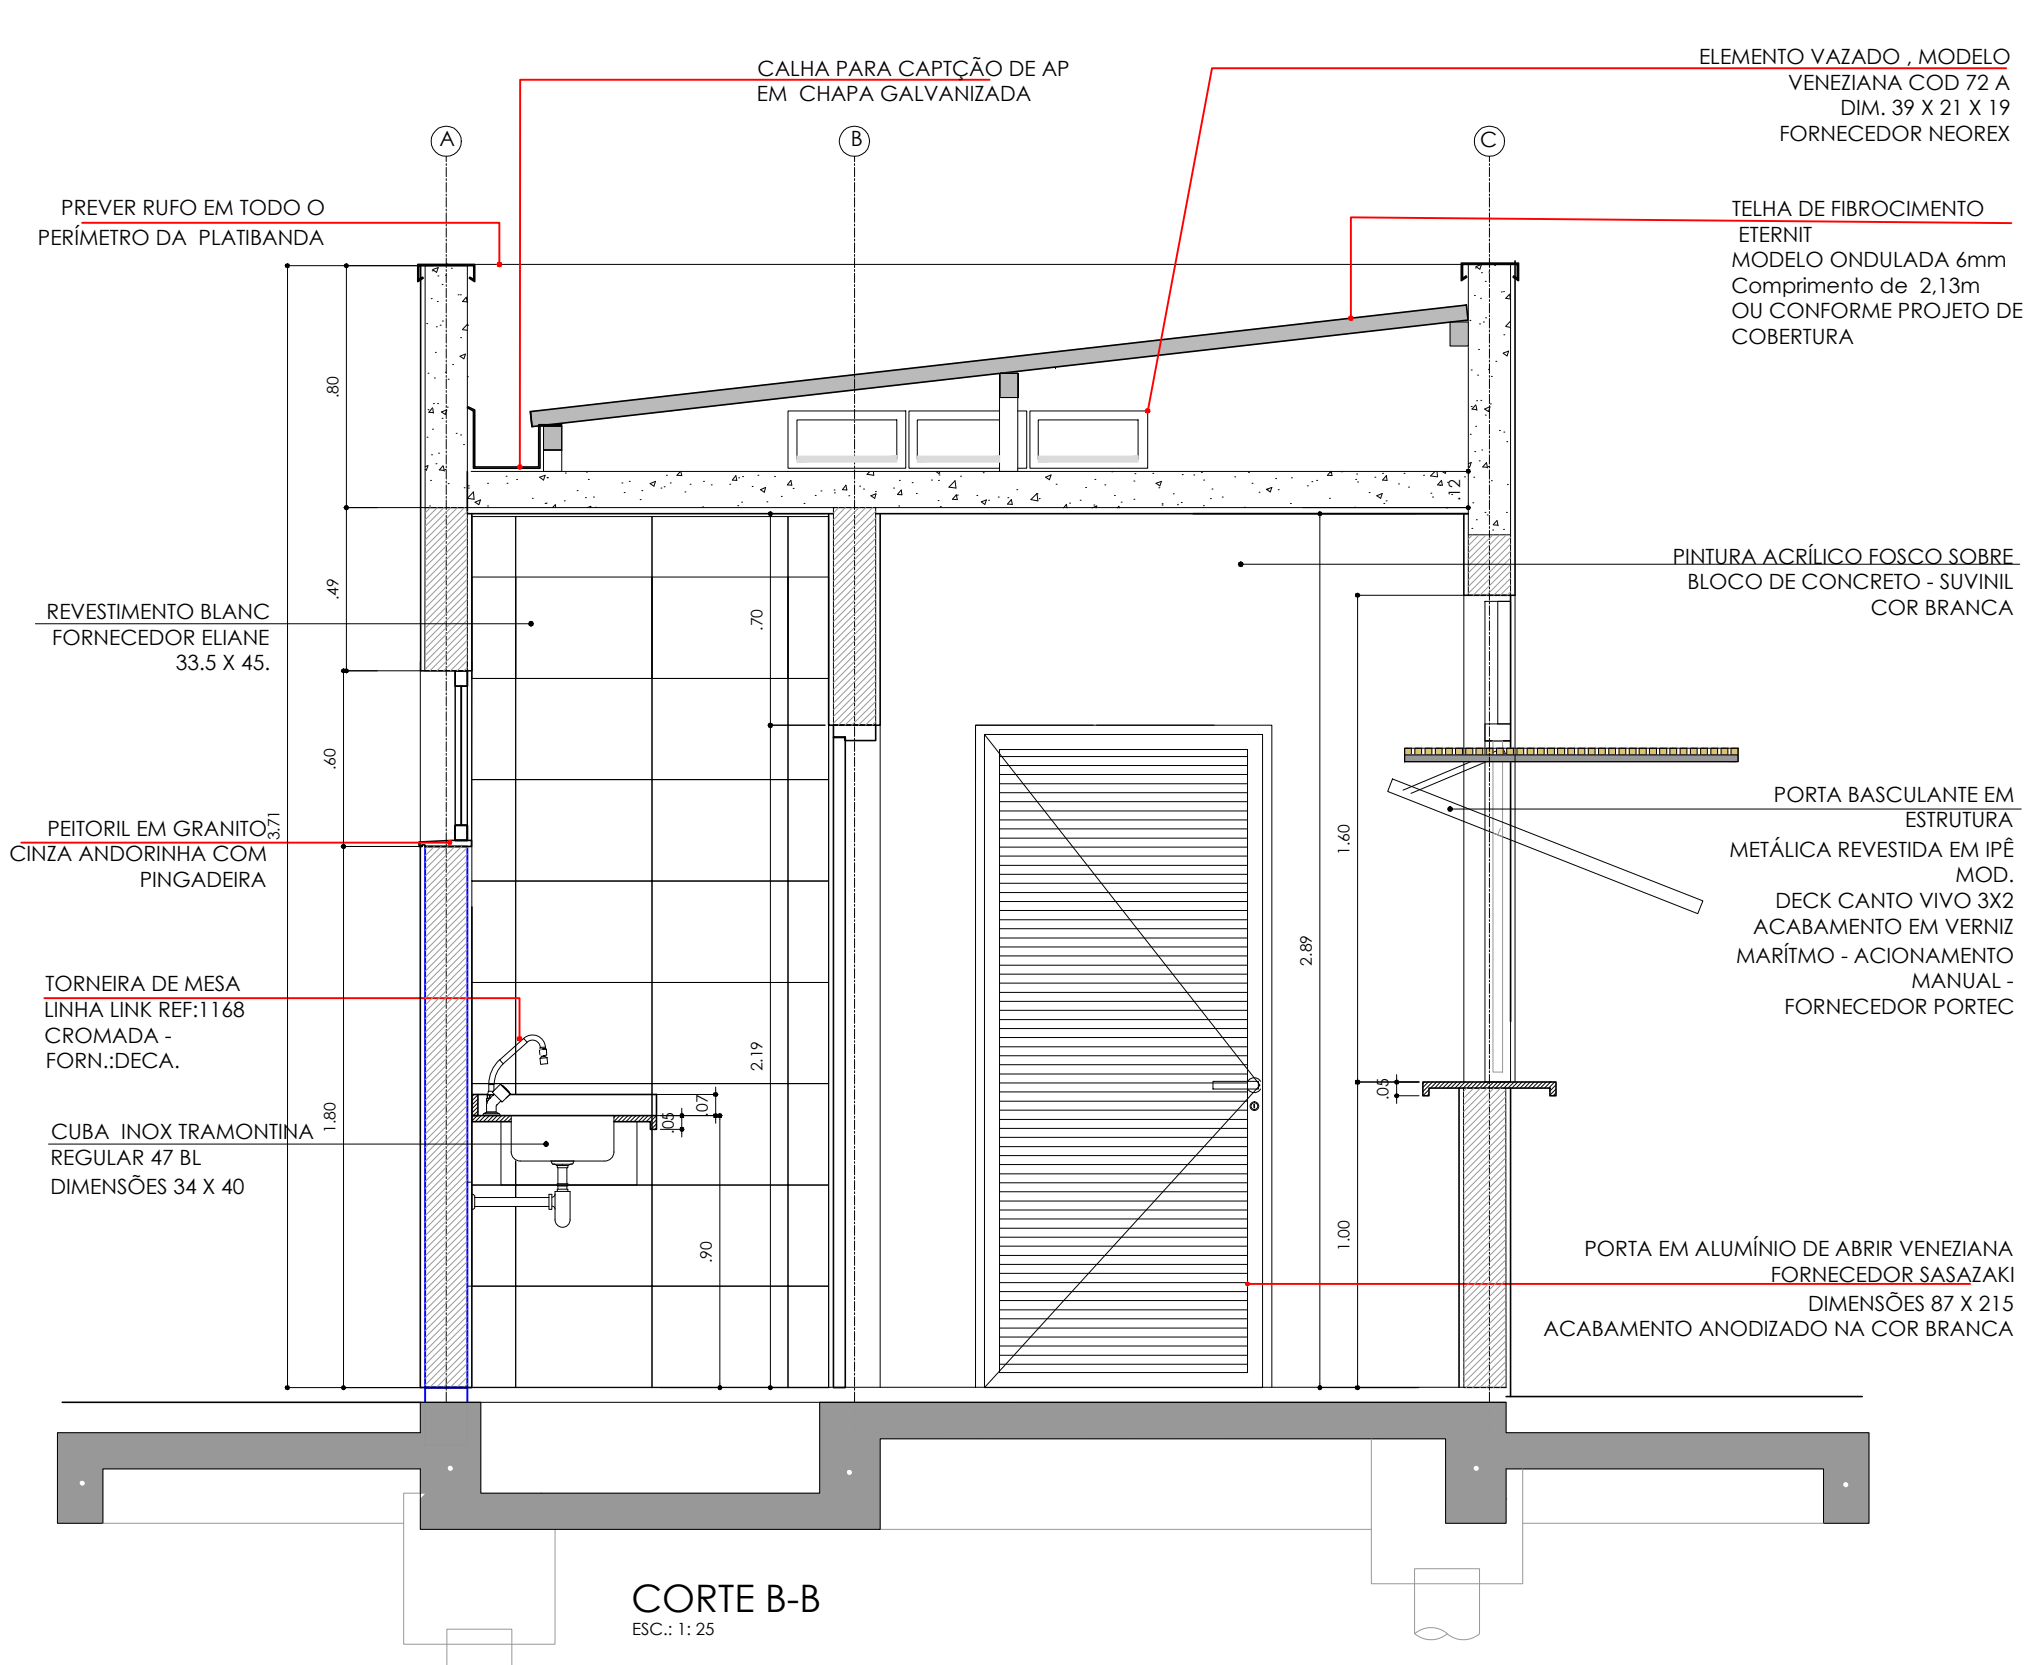 CALHA PARA CAPTÇÃO DE AP
EM CHAPA GALVANIZADA
ELEMENTO VAZADO , MODELO
VENEZIANA COD 72 A
DIM. 39 X 21 X 19
FORNECEDOR NEOREX
A
B
C
PREVER RUFO EM TODO O
PERÍMETRO DA PLATIBANDA
TELHA DE FIBROCIMENTO
ETERNIT
MODELO ONDULADA 6mm
Comprimento de 2,13m
OU CONFORME PROJETO DE
COBERTURA
.80
.12
.49
.70
PINTURA ACRÍLICO FOSCO SOBRE
BLOCO DE CONCRETO - SUVINIL
COR BRANCA
REVESTIMENTO BLANC
FORNECEDOR ELIANE
33.5 X 45.
.60
3.71
1.60
PEITORIL EM GRANITO
CINZA ANDORINHA COM
PINGADEIRA
PORTA BASCULANTE EM
ESTRUTURA
METÁLICA REVESTIDA EM IPÊ
MOD.
DECK CANTO VIVO 3X2
ACABAMENTO EM VERNIZ
MARÍTMO - ACIONAMENTO
MANUAL -
FORNECEDOR PORTEC
2.89
TORNEIRA DE MESA
LINHA LINK REF:1168
CROMADA -
FORN.:DECA.
2.19
.05
.07
.05
1.80
CUBA INOX TRAMONTINA
REGULAR 47 BL
DIMENSÕES 34 X 40
.90
1.00
PORTA EM ALUMÍNIO DE ABRIR VENEZIANA
FORNECEDOR SASAZAKI
DIMENSÕES 87 X 215
ACABAMENTO ANODIZADO NA COR BRANCA
CORTE B-B
ESC.: 1: 25